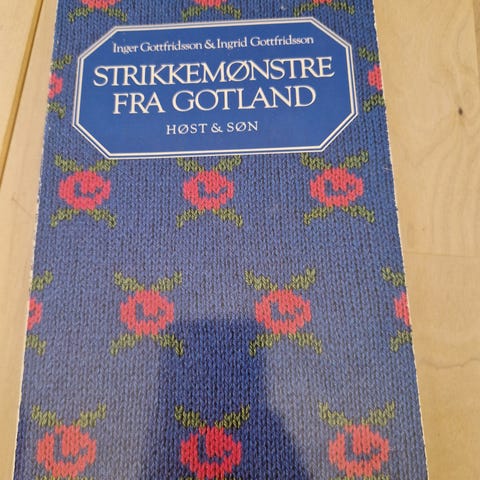 Inger Gottfridsson & Ingrid Gottfridsson
STRIKKEMØNSTRE
FRA GOTLAND
HØST & SØN